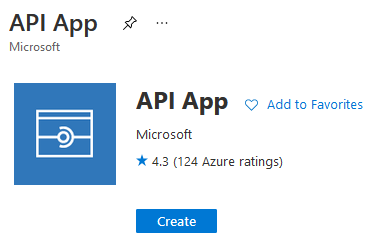 API App
Microsoft
API App
Add to Favorites
Microsoft
4.3 (124 Azure ratings)
Create